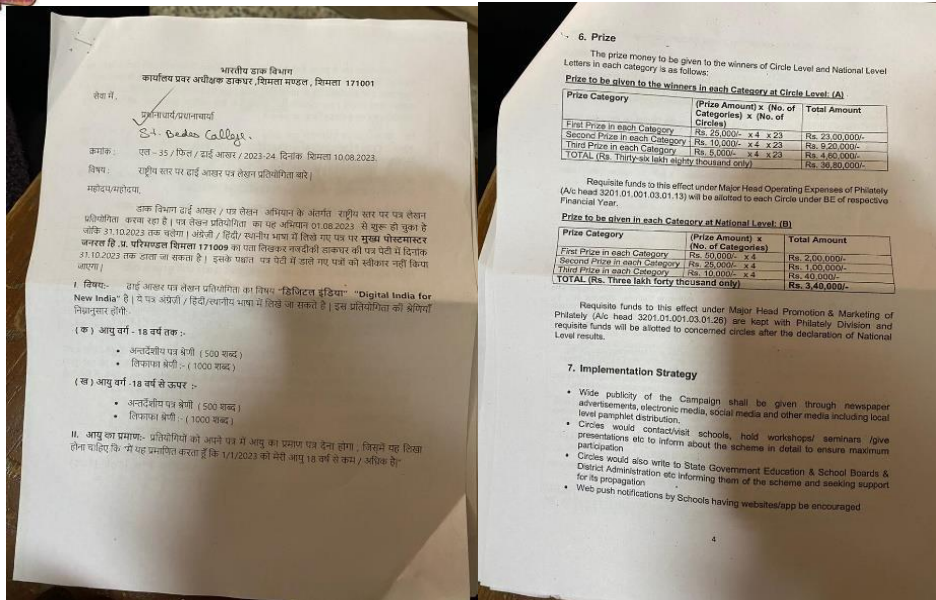 भारतीय डाक विभाग
कार्यालय प्रवर अधीक्षक डाकघर, शिमला मण्डल, शिमला 171001
सेवा में,
प्रधानाचार्य/प्रधानाचार्या
St. Bedes College.
क्रमांक : एल – 35 / फिल / ढाई आखर / 2023-24 दिनांक शिमला 10.08.2023.
विषय : राष्ट्रीय स्तर पर ढाई आखर पत्र लेखन प्रतियोगिता बारे |
महोदय/महोदया,
डाक विभाग ढाई आखर / पत्र लेखन अभियान के अंतर्गत राष्ट्रीय स्तर पर पत्र लेखन
प्रतियोगिता करवा रहा है | पत्र लेखन प्रतियोगिता का यह अभियान 01.08.2023 से शुरू हो चुका है
जोकि 31.10.2023 तक चलेगा | अंग्रेजी / हिंदी/ स्थानीय भाषा में लिखे गए पत्र पर मुख्य पोस्टमास्टर
जनरल हि .प्र. परिमण्डल शिमला 171009 का पता लिखकर नजदीकी डाकघर की पत्र पेटी में दिनांक
31.10.2023 तक डाला जा सकता है | इसके पश्चात पत्र पेटी में डाले गए पत्रों को स्वीकार नहीं किया
जाएगा |
I. विषय:- ढाई आखर पत्र लेखन प्रतियोगिता का विषय "डिजिटल इंडिया" "Digital India for
New India" है | ये पत्र अंग्रेजी / हिंदी/स्थानीय भाषा में लिखे जा सकते है | इस प्रतियोगिता की श्रेणियाँ
निम्नानुसार होंगी:-
( क ) आयु वर्ग - 18 वर्ष तक :-
• अन्तर्देशीय पत्र श्रेणी ( 500 शब्द )
• लिफाफा श्रेणी :- ( 1000 शब्द )
( ख ) आयु वर्ग -18 वर्ष से ऊपर :-
• अन्तर्देशीय पत्र श्रेणी ( 500 शब्द )
• लिफाफा श्रेणी :- ( 1000 शब्द )
II. आयु का प्रमाण:- प्रतियोगियों को अपने पत्र में आयु का प्रमाण पत्र देना होगा , जिसमें यह लिखा
होना चाहिए कि "मैं यह प्रमाणित करता हूँ कि 1/1/2023 को मेरी आयु 18 वर्ष से कम / अधिक है|"
6. Prize
The prize money to be given to the winners of Circle Level and National Level
Letters in each category is as follows:
Prize to be given to the winners in each Category at Circle Level: (A)
Prize Category (Prize Amount) x (No. of Categories) x (No. of Circles) Total Amount
First Prize in each Category Rs. 25,000/- x 4 x 23 Rs. 23,00,000/-
Second Prize in each Category Rs. 10,000/- x 4 x 23 Rs. 9,20,000/-
Third Prize in each Category Rs. 5,000/- x 4 x 23 Rs. 4,60,000/-
TOTAL (Rs. Thirty-six lakh eighty thousand only) Rs. 36,80,000/-
Requisite funds to this effect under Major Head Operating Expenses of Philately
(A/c head 3201.01.001.03.01.13) will be allotted to each Circle under BE of respective
Financial Year.
Prize to be given in each Category at National Level: (B)
Prize Category (Prize Amount) x (No. of Categories) Total Amount
First Prize in each Category Rs. 50,000/- x 4 Rs. 2,00,000/-
Second Prize in each Category Rs. 25,000/- x 4 Rs. 1,00,000/-
Third Prize in each Category Rs. 10,000/- x 4 Rs. 40,000/-
TOTAL (Rs. Three lakh forty thousand only) Rs. 3,40,000/-
Requisite funds to this effect under Major Head Promotion & Marketing of
Philately (A/c head 3201.01.001.03.01.26) are kept with Philately Division and
requisite funds will be allotted to concerned circles after the declaration of National
Level results.
7. Implementation Strategy
• Wide publicity of the Campaign shall be given through newspaper
advertisements, electronic media, social media and other media including local
level pamphlet distribution.
• Circles would contact/visit schools, hold workshops/ seminars /give
presentations etc to inform about the scheme in detail to ensure maximum
participation
• Circles would also write to State Government Education & School Boards &
District Administration etc informing them of the scheme and seeking support
for its propagation
• Web push notifications by Schools having websites/app be encouraged
4